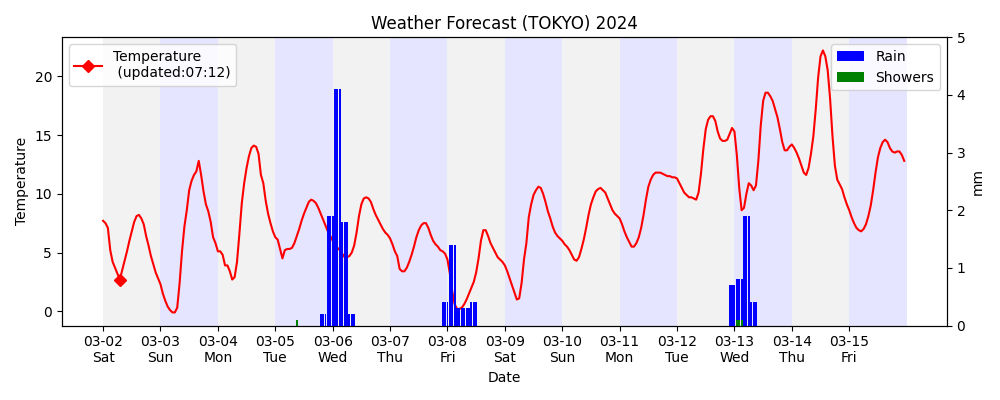 Weather Forecast (TOKYO) 2024
Temperature
(updated:07:12)
Rain
Showers
Temperature
20
15
10
5
0
5
4
3
2
1
0
mm
03-02 03-03 03-04 03-05 03-06 03-07 03-08 03-09 03-10 03-11 03-12 03-13 03-14 03-15
Sat Sun Mon Tue Wed Thu Fri Sat Sun Mon Tue Wed Thu Fri
Date